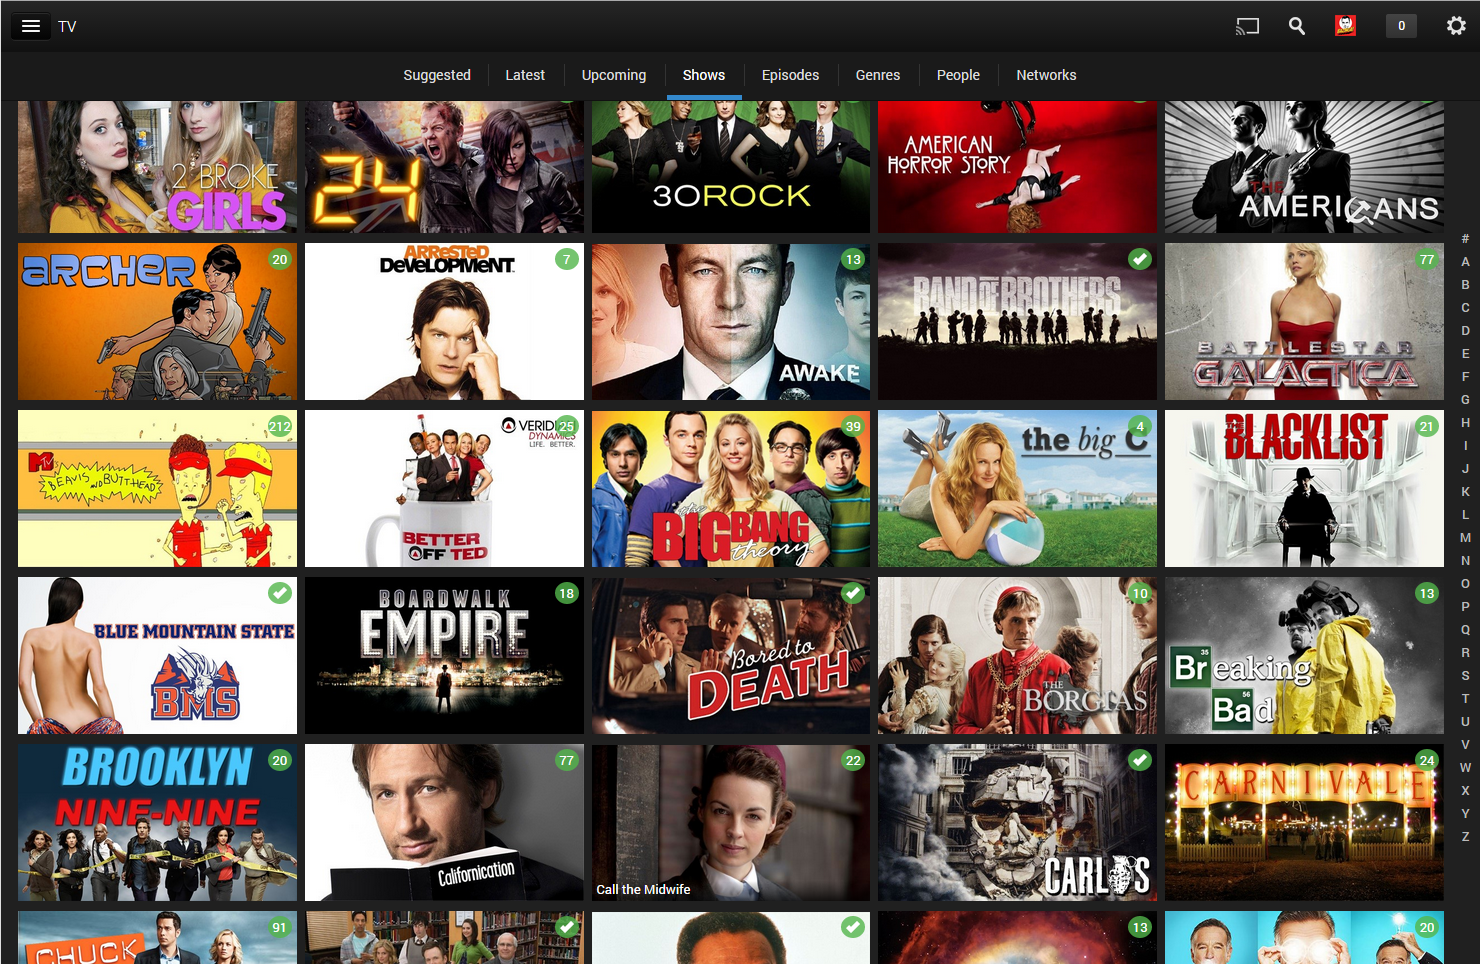 TV
0
Suggested
Latest
Upcoming
Shows
Episodes
Genres
People
Networks
2 BROKE
GIRLS
24
30ROCK
AMERICAN
HORROR STORY
THE
AMERICANS
ARCHER
20
ARRESTED
DEVELOPMENT
7
13
AWAKE
BAND OF BROTHERS
77
BATTLESTAR
GALACTICA
212
MTV
BEAVIS AND BUTT-HEAD
VERIDI
25
DYNAMICS
LIFE. BETTER.
BETTER
OFF TED
39
the
BIG BANG
theory
4
the big C
THE
BLACKLIST
21
BLUE MOUNTAIN STATE
BMS
BOARDWALK
EMPIRE
18
Bored to
DEATH
10
THE
BORGIAS
13
35
Breaking
56
Bad
BROOKLYN
NINE-NINE
20
77
Californication
22
Call the Midwife
CARLOS
24
CARNIVALE
CHUCK
91
13
20
#
A
B
C
D
E
F
G
H
I
J
K
L
M
N
O
P
Q
R
S
T
U
V
W
X
Y
Z